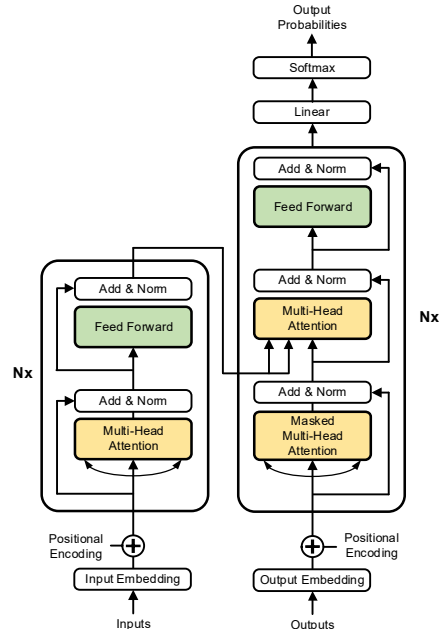 Output
Probabilities
Softmax
Linear
Add & Norm
Feed Forward
Add & Norm
Multi-Head
Attention
Nx
Add & Norm
Masked
Multi-Head
Attention
Positional
Encoding
Output Embedding
Outputs
Add & Norm
Feed Forward
Nx
Add & Norm
Multi-Head
Attention
Positional
Encoding
Input Embedding
Inputs